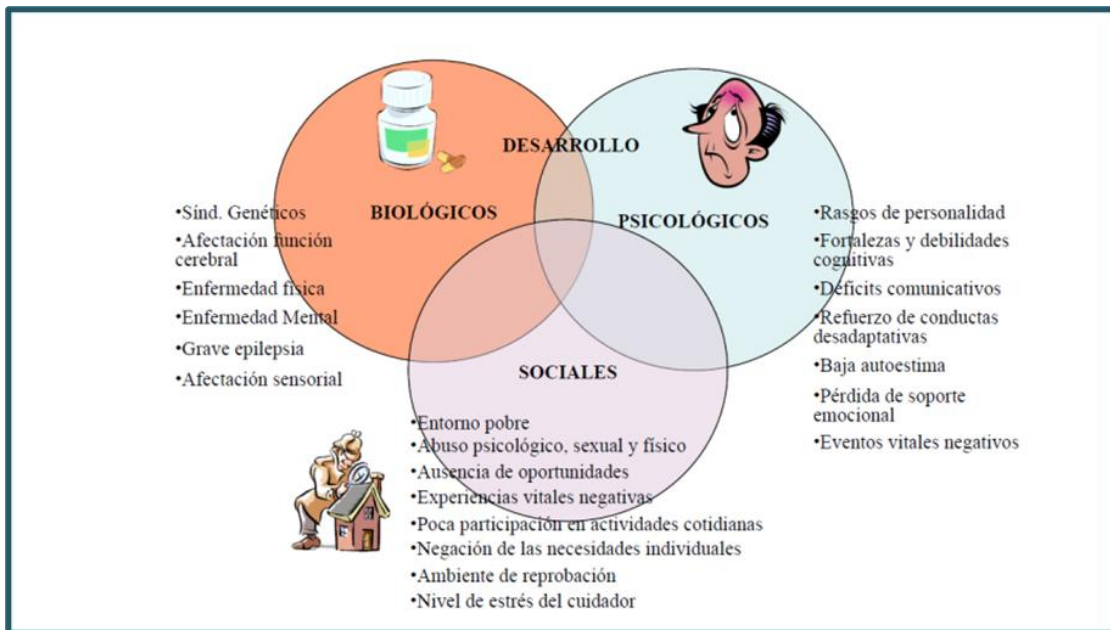 DESARROLLO
BIOLÓGICOS
PSICOLÓGICOS
SOCIALES
•Sínd. Genéticos
•Afectación función
cerebral
•Enfermedad física
•Enfermedad Mental
•Grave epilepsia
•Afectación sensorial
•Rasgos de personalidad
•Fortalezas y debilidades
cognitivas
•Déficits comunicativos
•Refuerzo de conductas
desadaptativas
•Baja autoestima
•Pérdida de soporte
emocional
•Eventos vitales negativos
•Entorno pobre
•Abuso psicológico, sexual y físico
•Ausencia de oportunidades
•Experiencias vitales negativas
•Poca participación en actividades cotidianas
•Negación de las necesidades individuales
•Ambiente de reprobación
•Nivel de estrés del cuidador